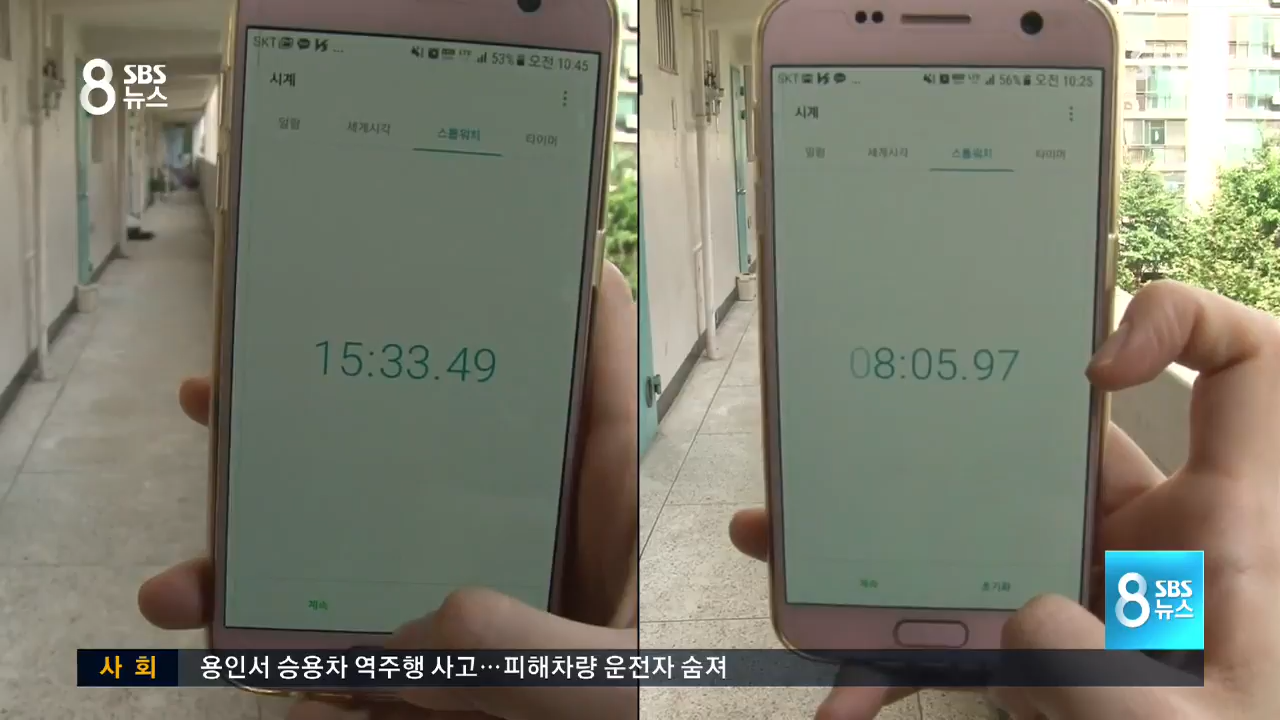 8 SBS
뉴스
SKT ... 53% 오전 10:45
시계
알람 세계시각 스톱워치 타이머
15:33.49
계속
SKT ... 56% 오전 10:25
시계
알람 세계시각 스톱워치 타이머
08:05.97
계속 초기화
8 SBS
뉴스
사회 용인서 승용차 역주행 사고…피해차량 운전자 숨져